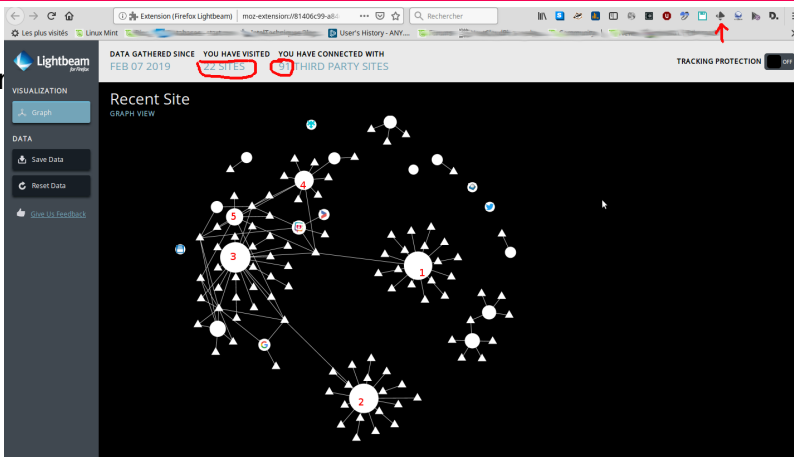 Extension (Firefox Lightbeam) moz-extension://81406c99-a84 Rechercher
Les plus visités Linux Mint User's History - ANY...
Lightbeam
for Firefox
DATA GATHERED SINCE YOU HAVE VISITED YOU HAVE CONNECTED WITH
FEB 07 2019 22 SITES 91 THIRD PARTY SITES
TRACKING PROTECTION OFF
VISUALIZATION
Graph
DATA
Save Data
Reset Data
Give Us Feedback
Recent Site
GRAPH VIEW
4
5
3
1
2